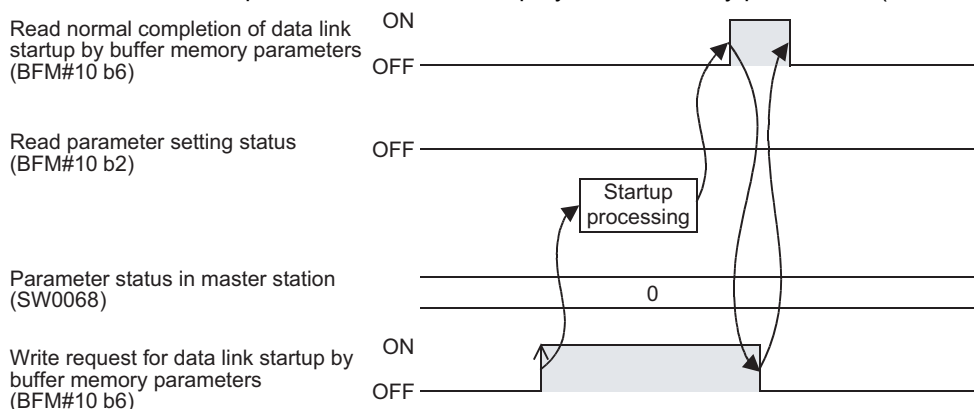 ON
Read normal completion of data link
startup by buffer memory parameters
(BFM#10 b6)
OFF
Read parameter setting status
(BFM#10 b2)
OFF
Startup
processing
Parameter status in master station
(SW0068)
0
ON
Write request for data link startup by
buffer memory parameters
(BFM#10 b6)
OFF